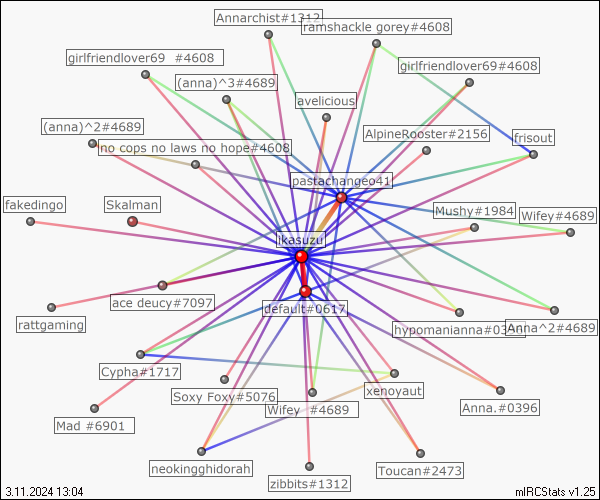 Annarchist#1312
ramshackle gorey#4608
girlfriendlover69 #4608
girlfriendlover69#4608
(anna)^3#4689
avelicious
(anna)^2#4689
AlpineRooster#2156
frisout
no cops no laws no hope#4608
pastachangeo41
fakedingo
Skalman
Mushy#1984
Wifey#4689
ikasuzu
ace deucy#7097
default#0617
rattgaming
hypomanianna#03
Anna^2#4689
Cypha#1717
xenoyaut
Soxy Foxy#5076
Wifey #4689
Anna.#0396
Mad #6901
neokingghidorah
Toucan#2473
zibbits#1312
3.11.2024 13:04
mIRCStats v1.25